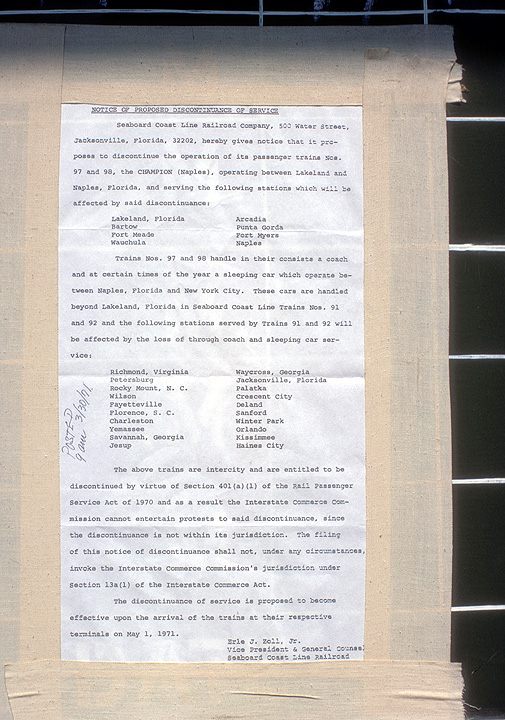 NOTICE OF PROPOSED DISCONTINUANCE OF SERVICE
Seaboard Coast Line Railroad Company, 500 Water Street,
Jacksonville, Florida, 32202, hereby gives notice that it pro-
poses to discontinue the operation of its passenger trains Nos.
97 and 98, the CHAMPION (Naples), operating between Lakeland and
Naples, Florida, and serving the following stations which will be
affected by said discontinuance:
Lakeland, Florida Arcadia
Bartow Punta Gorda
Fort Meade Fort Myers
Wauchula Naples
Trains Nos. 97 and 98 handle in their consists a coach
and at certain times of the year a sleeping car which operate be-
tween Naples, Florida and New York City. These cars are handled
beyond Lakeland, Florida in Seaboard Coast Line Trains Nos. 91
and 92 and the following stations served by Trains 91 and 92 will
be affected by the loss of through coach and sleeping car ser-
vice:
Richmond, Virginia Waycross, Georgia
Petersburg Jacksonville, Florida
Rocky Mount, N. C. Palatka
Wilson Crescent City
Fayetteville Deland
Florence, S. C. Sanford
Charleston Winter Park
Yemassee Orlando
Savannah, Georgia Kissimmee
Jesup Haines City
POSTED
9 am 3/30/71
The above trains are intercity and are entitled to be
discontinued by virtue of Section 401(a)(1) of the Rail Passenger
Service Act of 1970 and as a result the Interstate Commerce Com-
mission cannot entertain protests to said discontinuance, since
the discontinuance is not within its jurisdiction. The filing
of this notice of discontinuance shall not, under any circumstances,
invoke the Interstate Commerce Commission's jurisdiction under
Section 13a(1) of the Interstate Commerce Act.
The discontinuance of service is proposed to become
effective upon the arrival of the trains at their respective
terminals on May 1, 1971.
Erle J. Zoll, Jr.
Vice President & General Counsel
Seaboard Coast Line Railroad